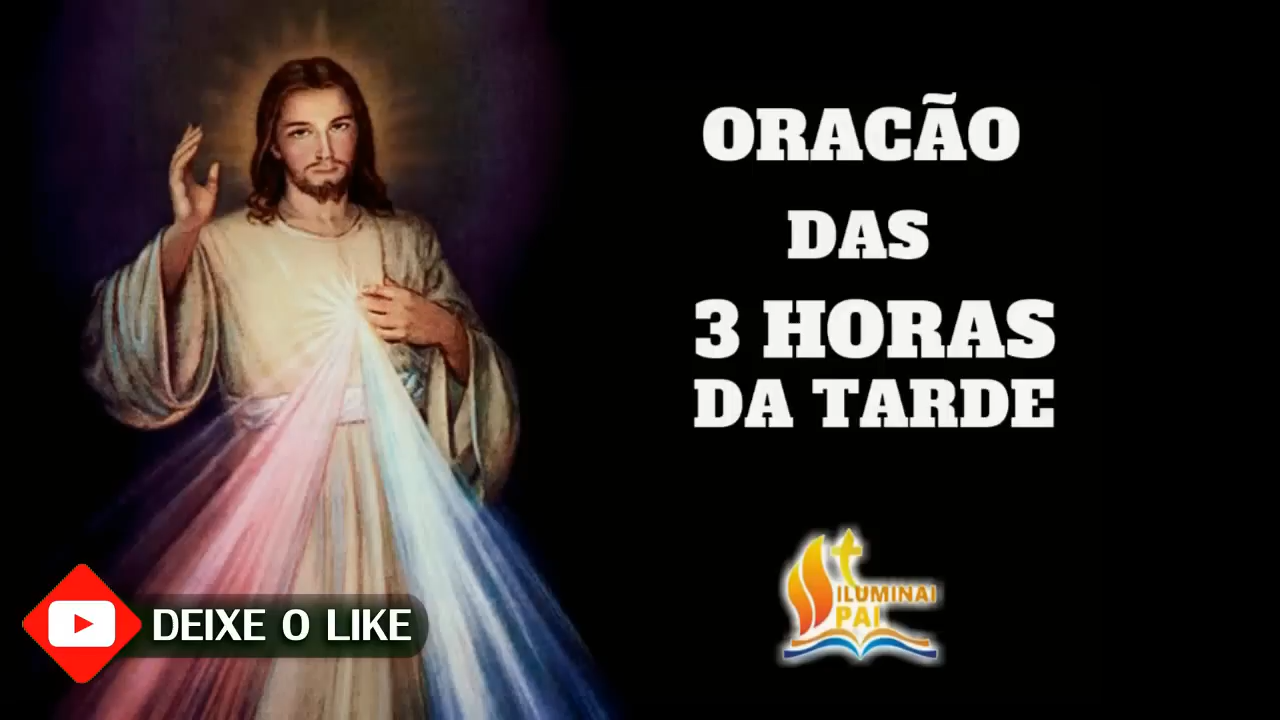 ORACÃO
DAS
3 HORAS
DA TARDE
ILUMINAI
PAI
DEIXE O LIKE